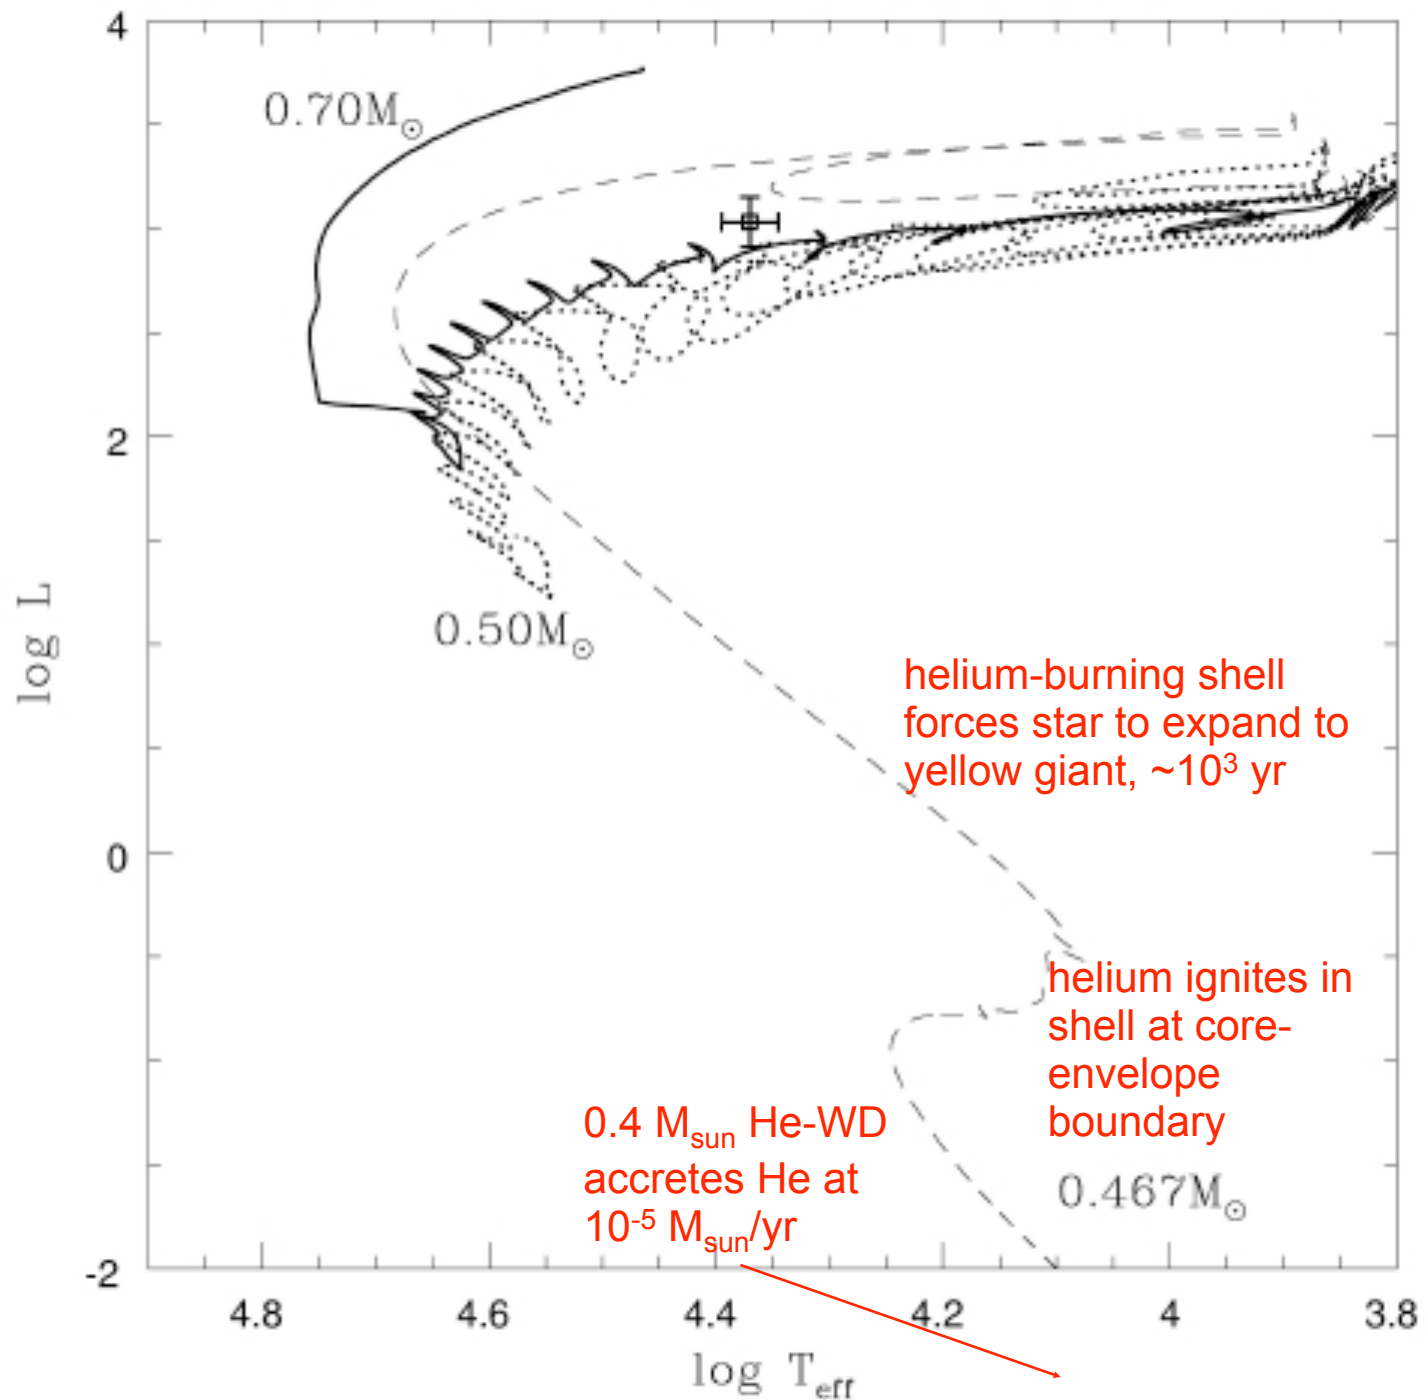 4
0.70M☉
2
0.50M☉
log L
helium-burning shell
forces star to expand to
yellow giant, ~10³ yr
0
helium ignites in
shell at core-
envelope
boundary
0.4 Msun He-WD
accretes He at
10⁻⁵ Msun/yr
0.467M☉
-2
4.8 4.6 4.4 4.2 4 3.8
log Teff